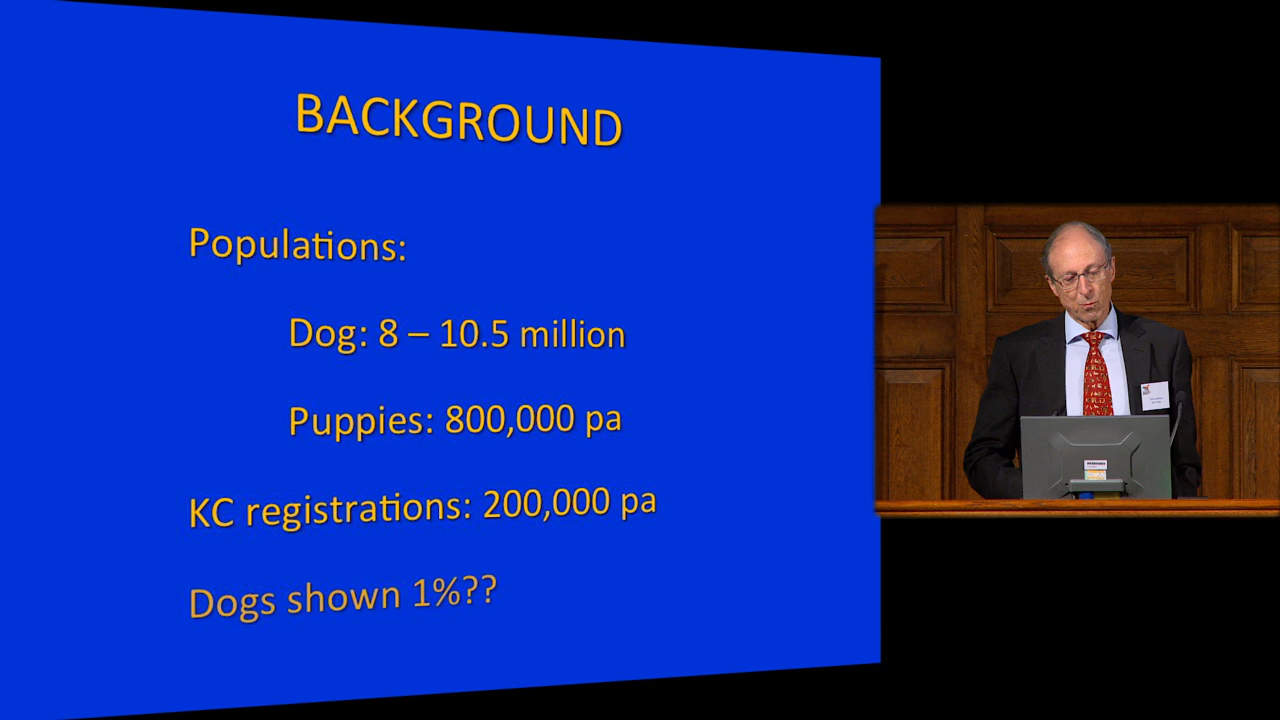 BACKGROUND
Populations:
Dog: 8 – 10.5 million
Puppies: 800,000 pa
KC registrations: 200,000 pa
Dogs shown 1%??